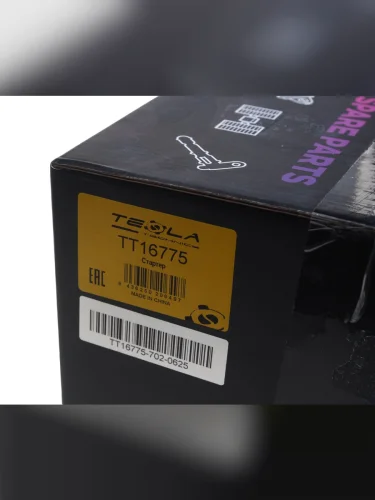 SPARE PARTS
TESLA
TT16775
Стартер
EAC
MADE IN CHINA
TT16775-702-0625